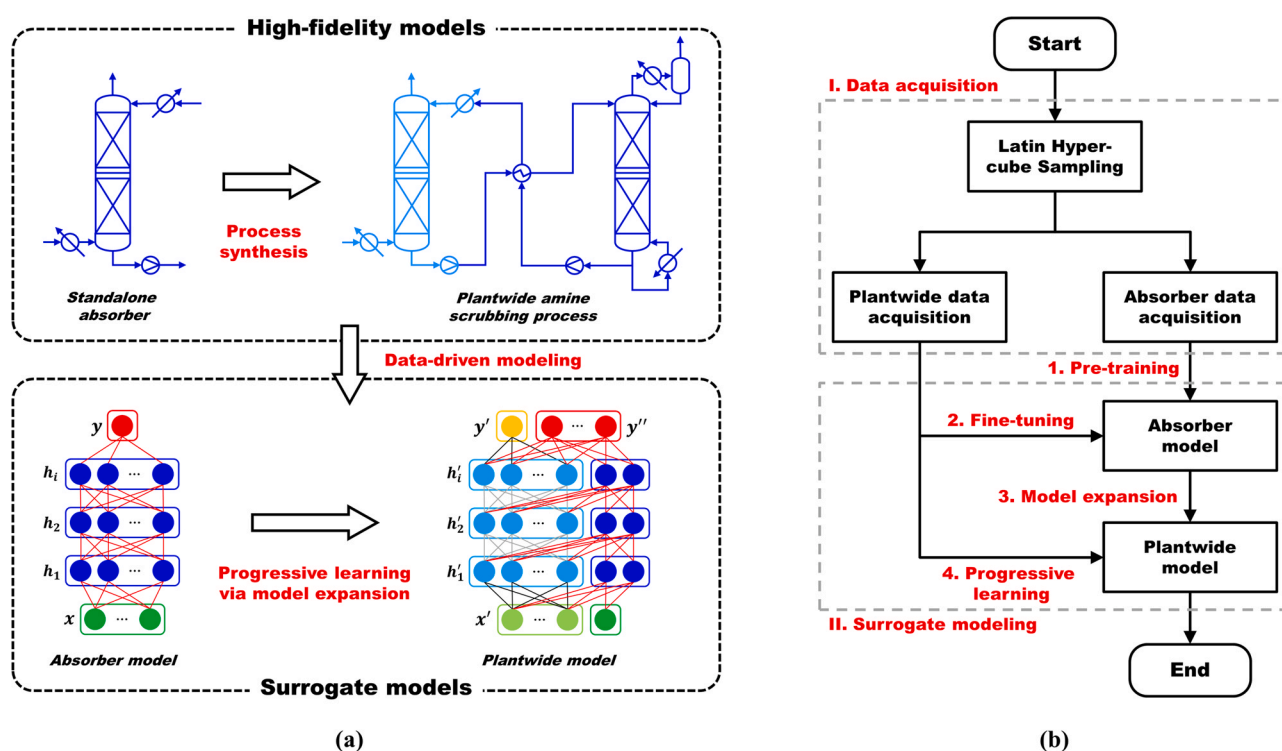 High-fidelity models
Process
synthesis
Standalone
absorber
Plantwide amine
scrubbing process
Data-driven modeling
y
h_i
h_2
h_1
x
...
...
...
...
Absorber model
Progressive learning
via model expansion
y'
y''
h'_i
h'_2
h'_1
x'
...
...
...
...
...
Plantwide model
Surrogate models
(a)
Start
I. Data acquisition
Latin Hyper-
cube Sampling
Plantwide data
acquisition
Absorber data
acquisition
1. Pre-training
2. Fine-tuning
Absorber
model
3. Model expansion
Plantwide
model
4. Progressive
learning
II. Surrogate modeling
End
(b)